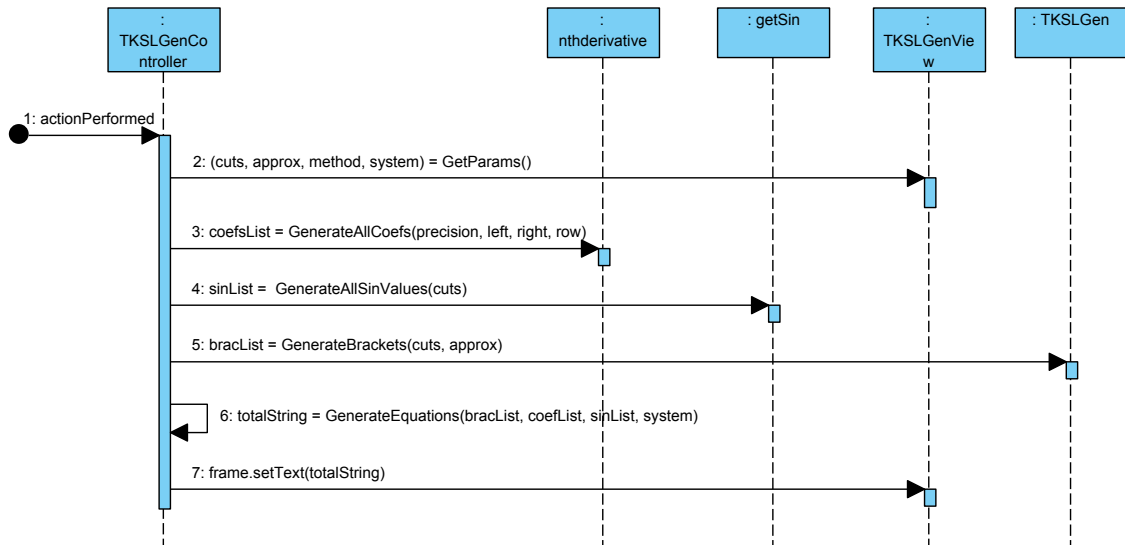 :
TKSLGenCo
ntroller
:
nthderivative
: getSin
:
TKSLGenVie
w
: TKSLGen
1: actionPerformed
2: (cuts, approx, method, system) = GetParams()
3: coefsList = GenerateAllCoefs(precision, left, right, row)
4: sinList =  GenerateAllSinValues(cuts)
5: bracList = GenerateBrackets(cuts, approx)
6: totalString = GenerateEquations(bracList, coefList, sinList, system)
7: frame.setText(totalString)